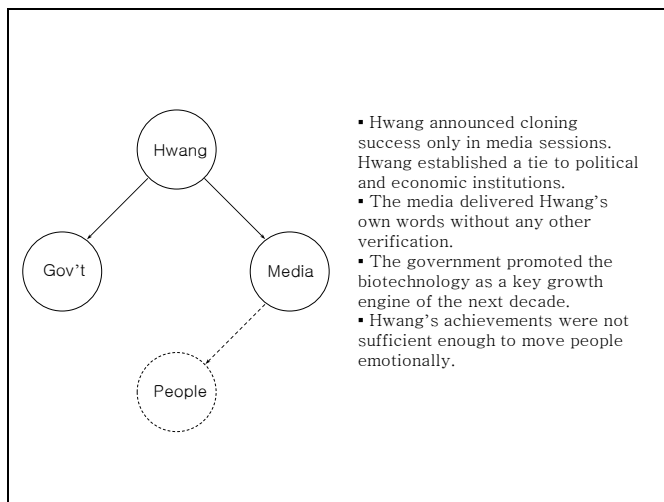 Hwang
Gov't
Media
People
▪ Hwang announced cloning
success only in media sessions.
Hwang established a tie to political
and economic institutions.
▪ The media delivered Hwang's
own words without any other
verification.
▪ The government promoted the
biotechnology as a key growth
engine of the next decade.
▪ Hwang's achievements were not
sufficient enough to move people
emotionally.